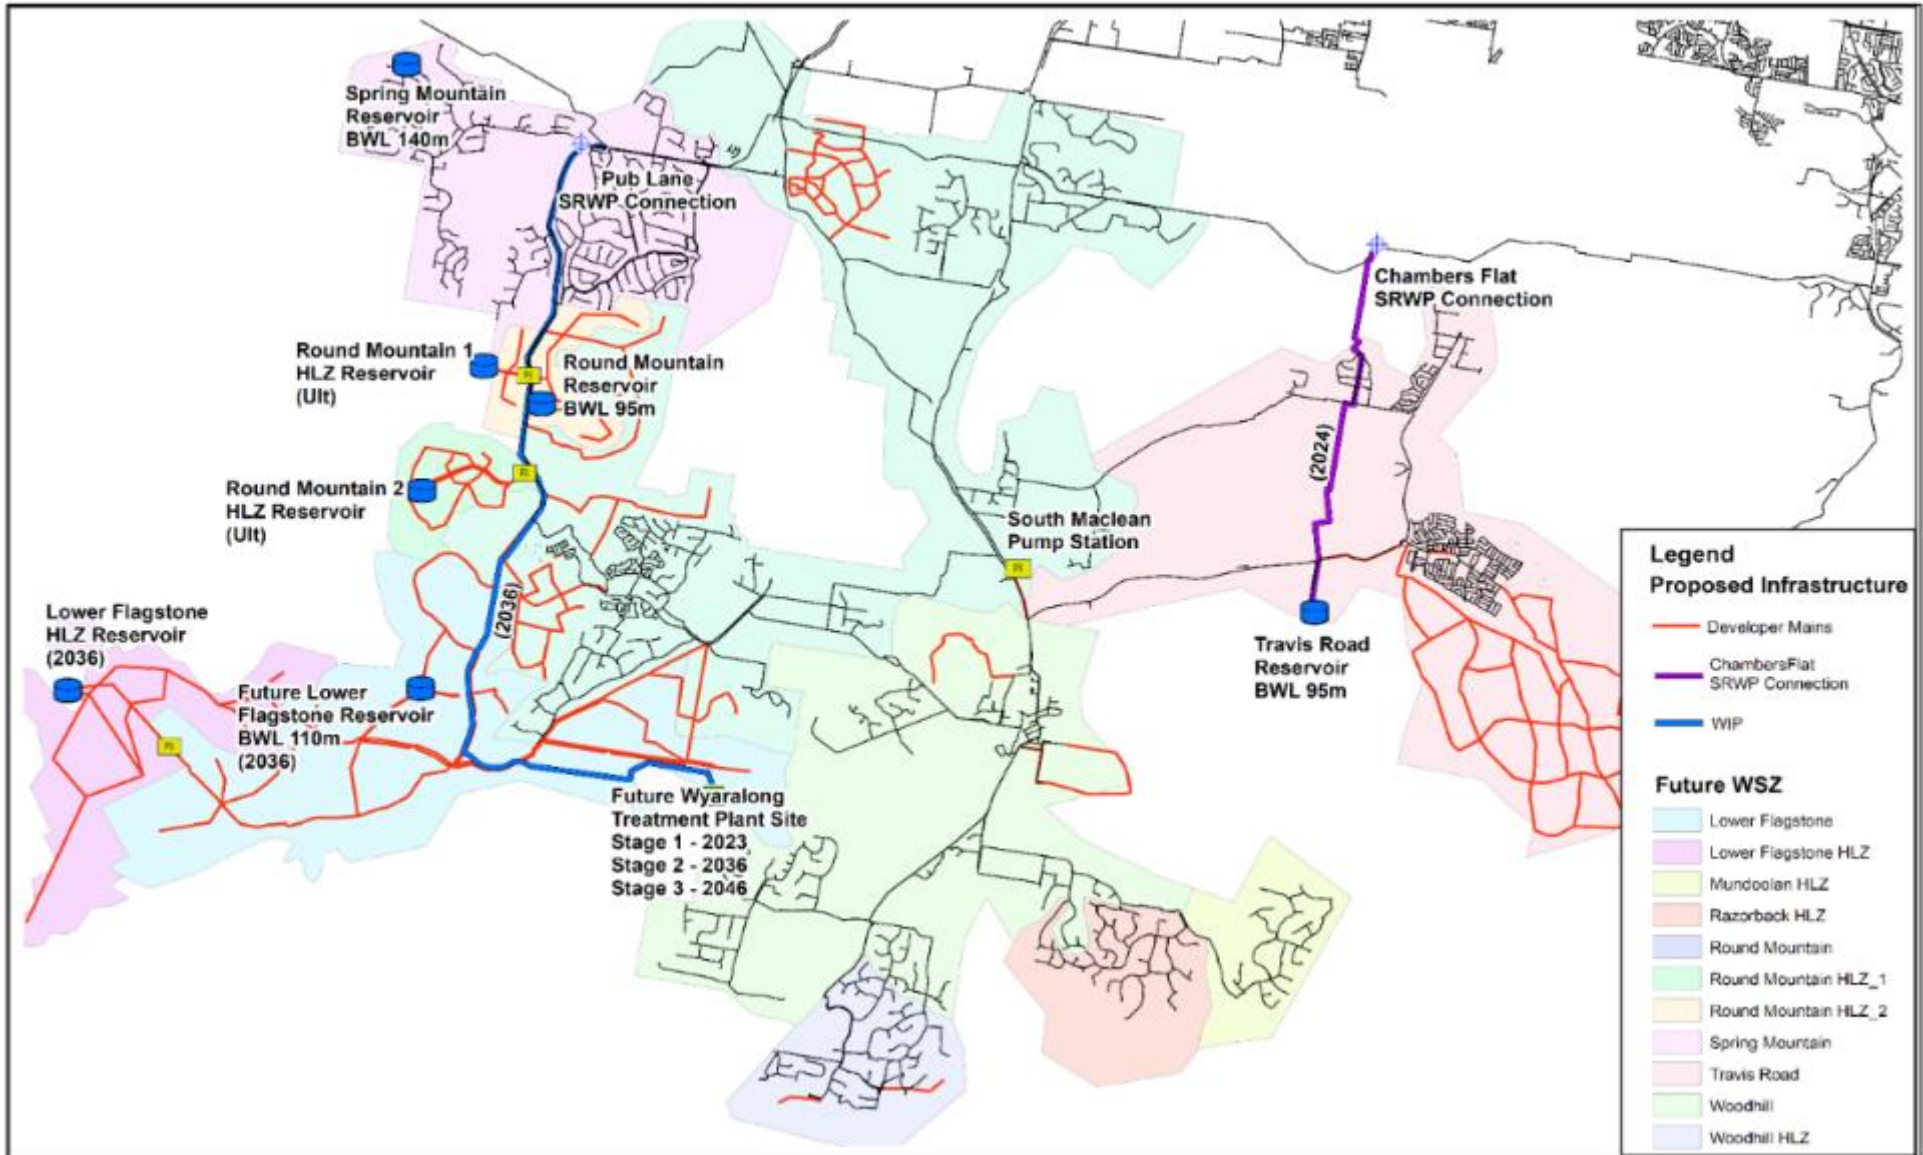 Spring Mountain
Reservoir
BWL 140m
Pub Lane
SRWP Connection
Chambers Flat
SRWP Connection
Round Mountain 1
HLZ Reservoir
(Ult)
Round Mountain
Reservoir
BWL 95m
(2024)
Round Mountain 2
HLZ Reservoir
(Ult)
South Maclean
Pump Station
(2036)
Lower Flagstone
HLZ Reservoir
(2036)
Travis Road
Reservoir
BWL 95m
Future Lower
Flagstone Reservoir
BWL 110m
(2036)
Future Wyaralong
Treatment Plant Site
Stage 1 - 2023
Stage 2 - 2036
Stage 3 - 2046
Legend
Proposed Infrastructure
Developer Mains
ChambersFlat
SRWP Connection
WIP
Future WSZ
Lower Flagstone
Lower Flagstone HLZ
Mundoolan HLZ
Razorback HLZ
Round Mountain
Round Mountain HLZ_1
Round Mountain HLZ_2
Spring Mountain
Travis Road
Woodhill
Woodhill HLZ